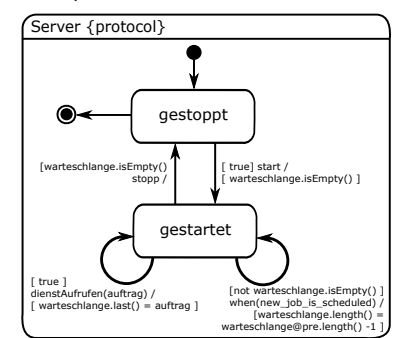 Server {protocol}
gestoppt
[warteschlange.isEmpty()
stopp /
[ true] start /
[ warteschlange.isEmpty() ]
gestartet
[ true ]
dienstAufrufen(auftrag) /
[ warteschlange.last() = auftrag ]
[not warteschlange.isEmpty() ]
when(new_job_is_scheduled) /
[warteschlange.length() =
warteschlange@pre.length() -1 ]